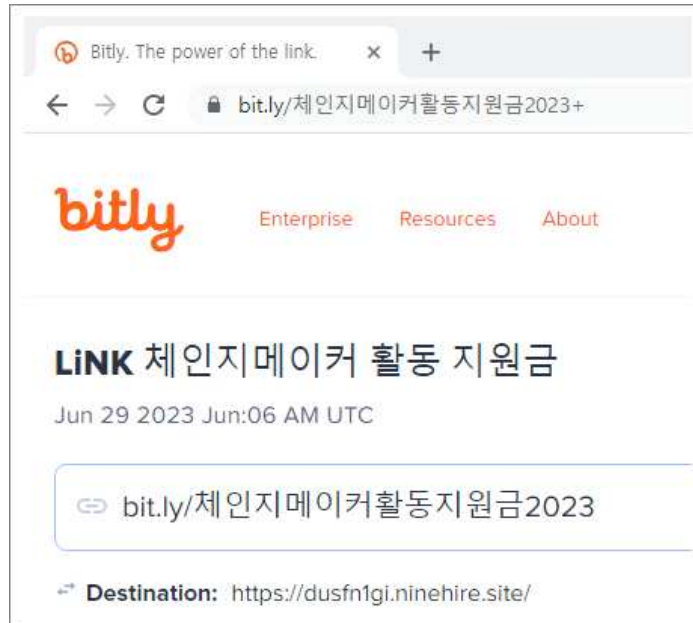 Bitly. The power of the link.
bit.ly/체인지메이커활동지원금2023+
bitly Enterprise Resources About
LiNK 체인지메이커 활동 지원금
Jun 29 2023 Jun:06 AM UTC
bit.ly/체인지메이커활동지원금2023
Destination: https://dusfn1gi.ninehire.site/